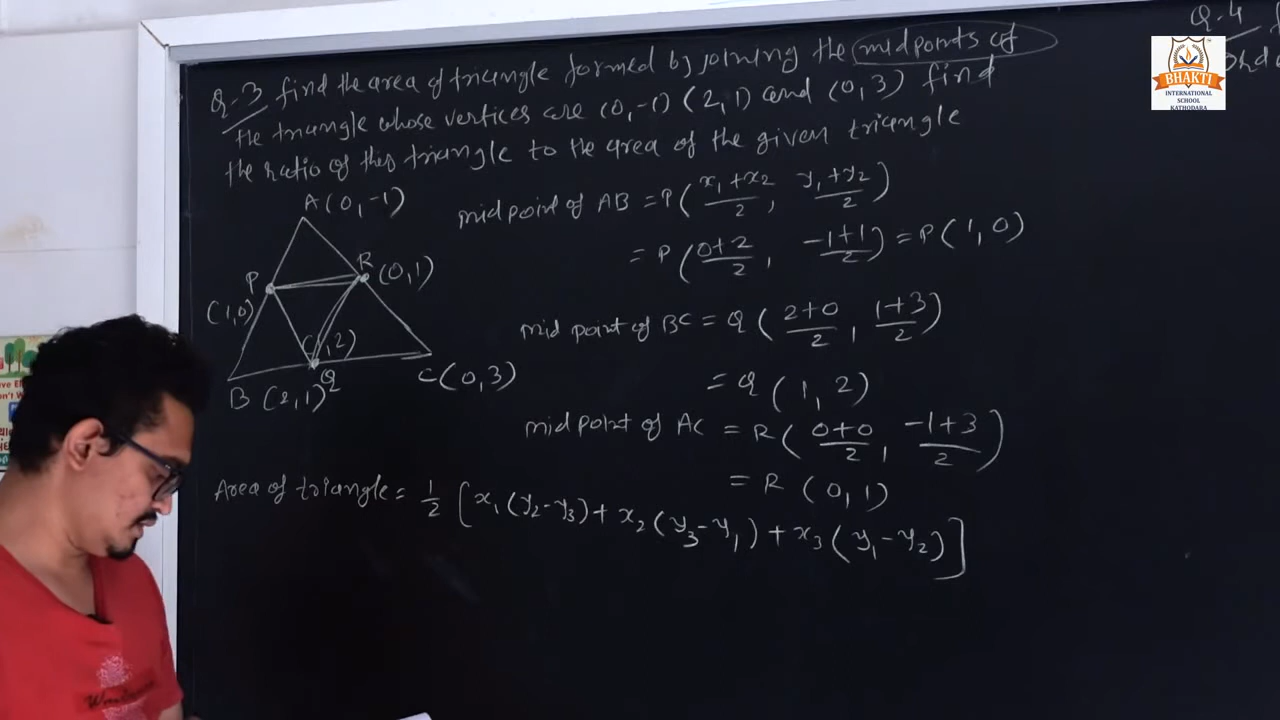 Q-4
Q-3 find the area of triangle formed by joining the midpoints of
the triangle whose vertices are (0,-1) (2,1) and (0,3) find
the ratio of this triangle to the area of the given triangle
A(0,-1)
P
(1,0)
R (0,1)
(1,2)
Q
B (2,1)
C(0,3)
mid point of AB = P(x₁+x₂/2, y₁+y₂/2)
= P(0+2/2, -1+1/2) = P(1,0)
mid point of BC = Q(2+0/2, 1+3/2)
= Q(1,2)
mid point of AC = R(0+0/2, -1+3/2)
= R(0,1)
Area of triangle = 1/2 [x₁(y₂-y₃)+x₂(y₃-y₁)+x₃(y₁-y₂)]
BHAKTI
INTERNATIONAL
SCHOOL
KATHODARA